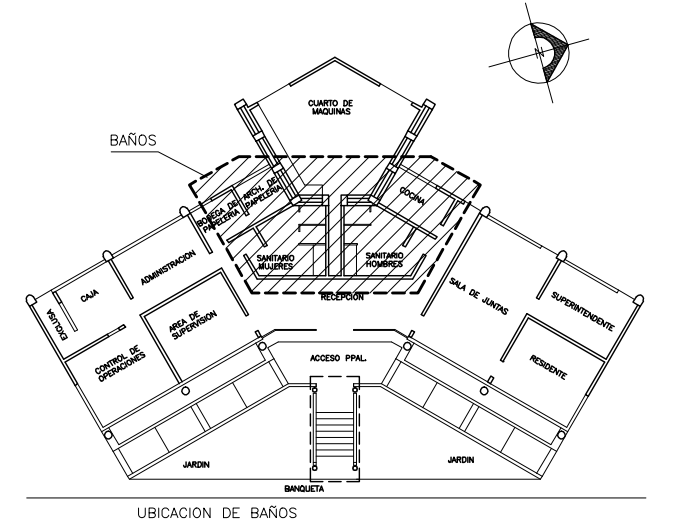 N
CUARTO DE
MAQUINAS
BAÑOS
BODEGA DE
PAPELERIA
ARCH. DE
PAPELERIA
COCINA
SANITARIO
MUJERES
SANITARIO
HOMBRES
RECEPCION
ADMINISTRACION
CAJA
EXCLUSA
AREA DE
SUPERVISION
CONTROL DE
OPERACIONES
SALA DE JUNTAS
SUPERINTENDENTE
RESIDENTE
ACCESO PPAL.
JARDIN
JARDIN
BANQUETA
UBICACION DE BAÑOS